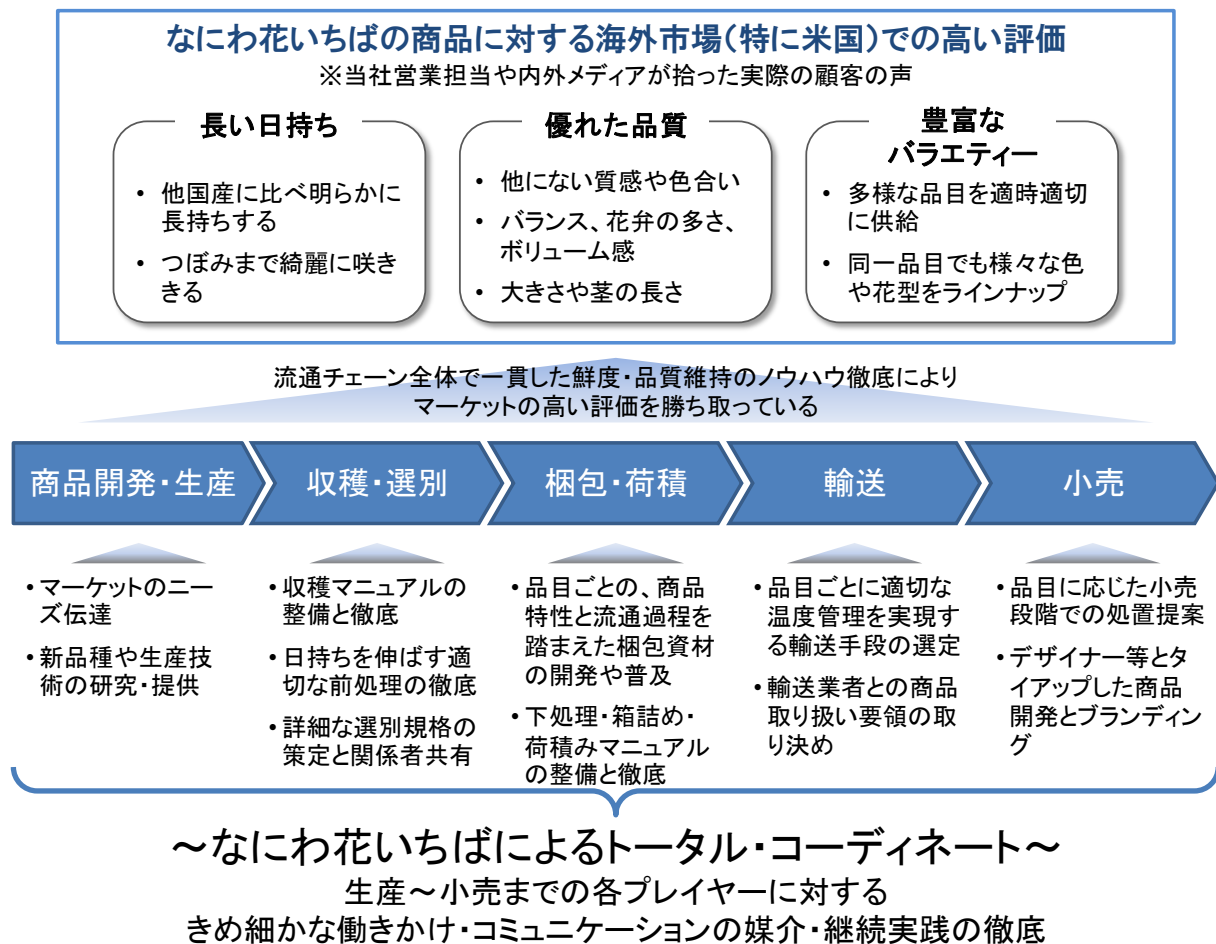 なにわ花いちばの商品に対する海外市場(特に米国)での高い評価
※当社営業担当や内外メディアが拾った実際の顧客の声
長い日持ち
• 他国産に比べ明らかに
長持ちする
• つぼみまで綺麗に咲き
きる
優れた品質
• 他にない質感や色合い
• バランス、花弁の多さ、
ボリューム感
• 大きさや茎の長さ
豊富な
バラエティー
• 多様な品目を適時適切
に供給
• 同一品目でも様々な色
や花型をラインナップ
流通チェーン全体で一貫した鮮度・品質維持のノウハウ徹底により
マーケットの高い評価を勝ち取っている
商品開発・生産
収穫・選別
梱包・荷積
輸送
小売
•マーケットのニー
ズ伝達
•新品種や生産技
術の研究・提供
•収穫マニュアルの
整備と徹底
•日持ちを伸ばす適
切な前処理の徹底
•詳細な選別規格の
策定と関係者共有
•品目ごとの、商品
特性と流通過程を
踏まえた梱包資材
の開発や普及
•下処理・箱詰め・
荷積みマニュアル
の整備と徹底
•品目ごとに適切な
温度管理を実現す
る輸送手段の選定
•輸送業者との商品
取り扱い要領の取
り決め
•品目に応じた小売
段階での処置提案
•デザイナー等とタ
イアップした商品
開発とブランディン
グ
~なにわ花いちばによるトータル・コーディネート~
生産~小売までの各プレイヤーに対する
きめ細かな働きかけ・コミュニケーションの媒介・継続実践の徹底